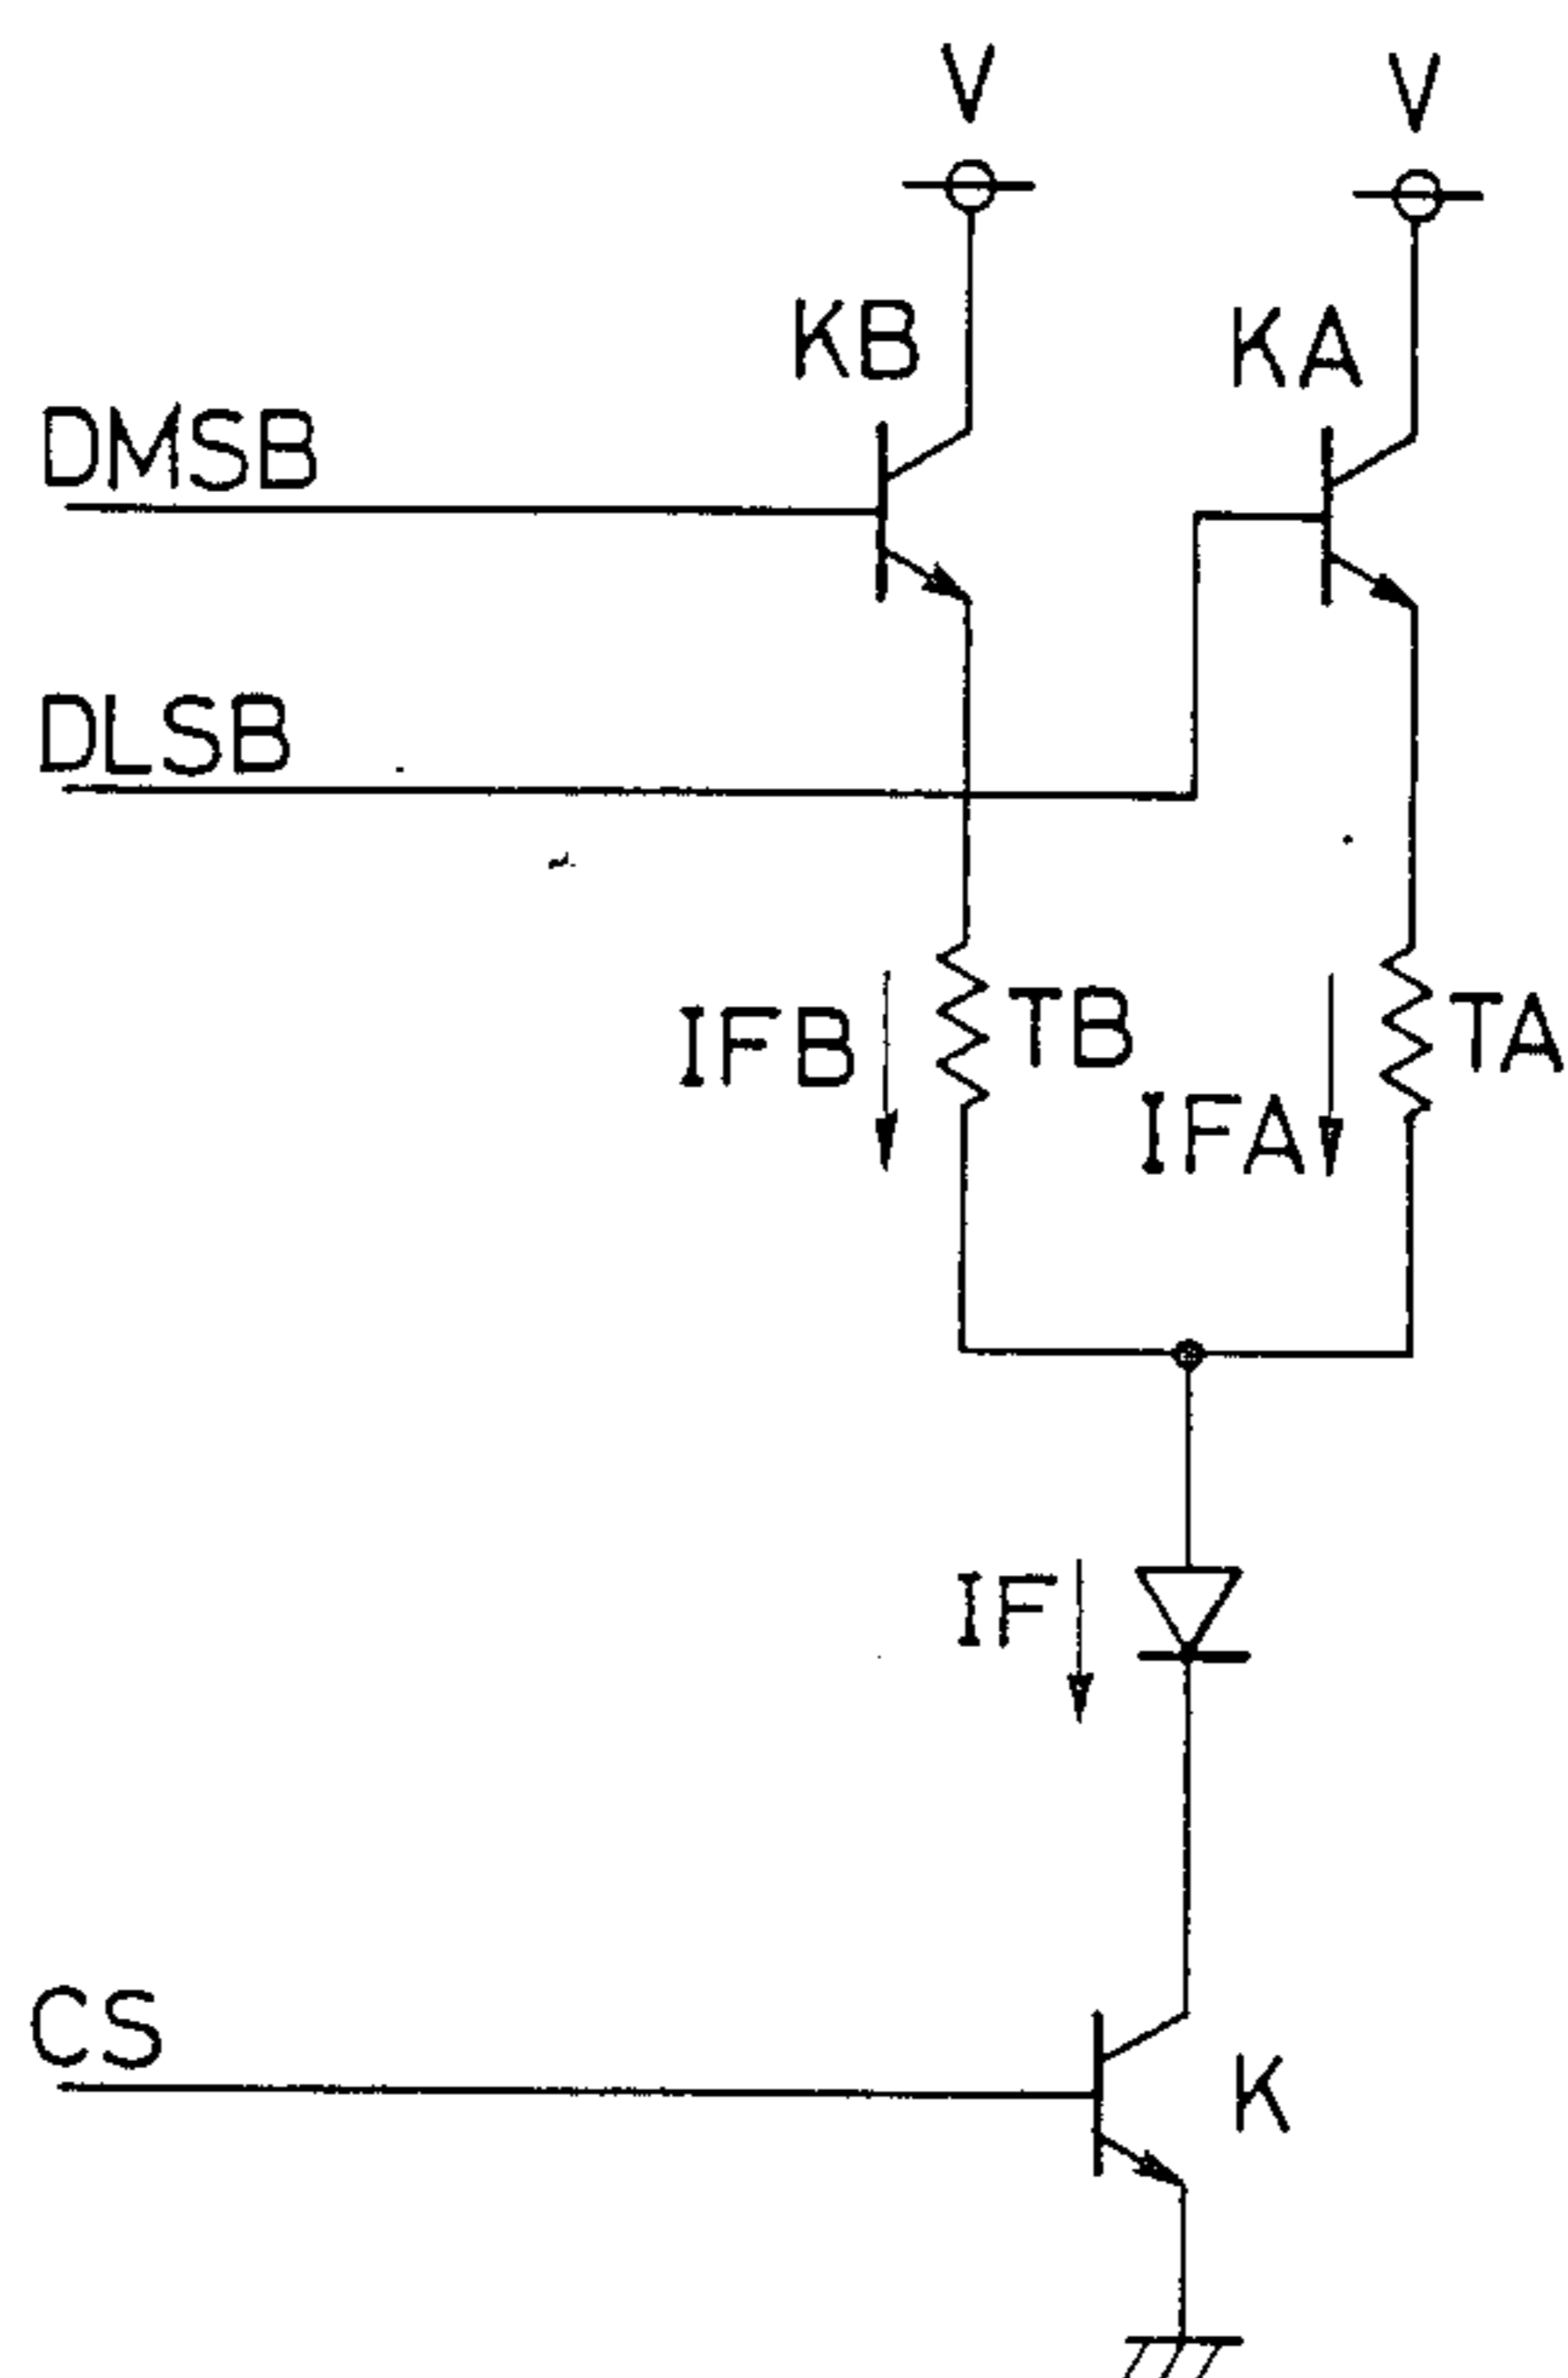 V
V
KB
KA
DMSB
DLSB
IFB
TB
TA
IFA
IF
CS
K